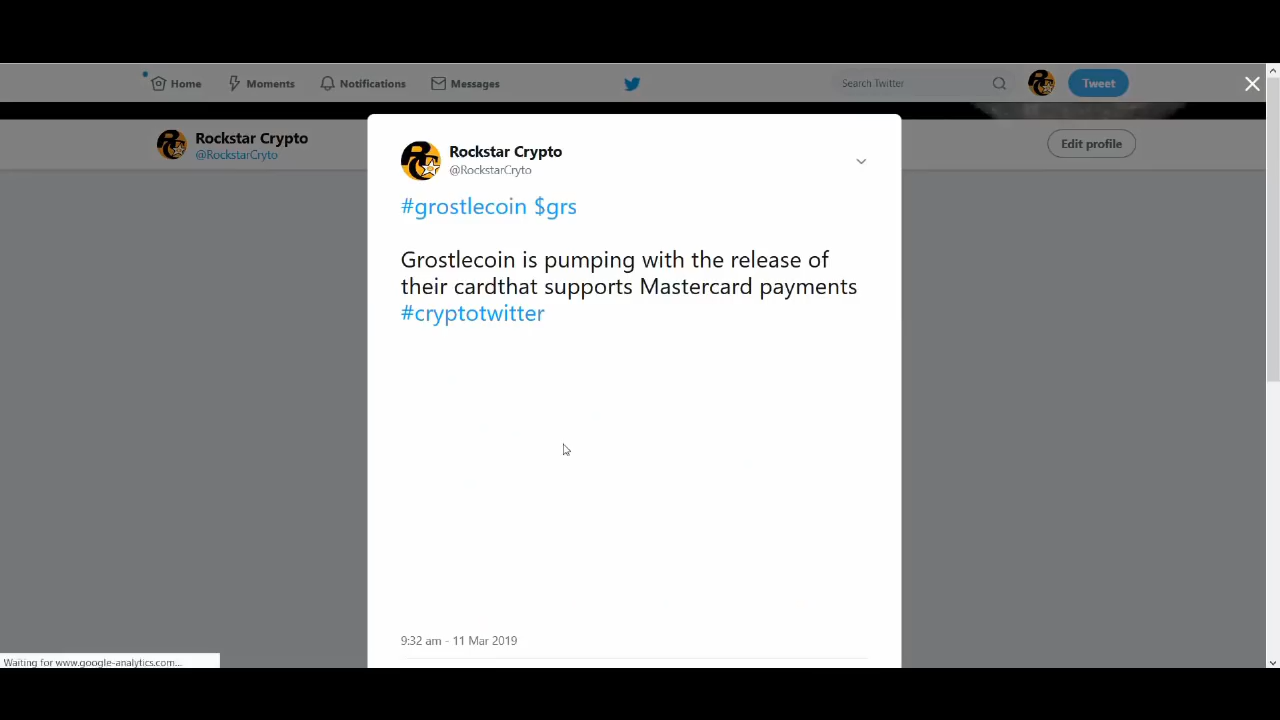 Home Moments Notifications Messages Search Twitter Tweet
Rockstar Crypto
@RockstarCryto
Edit profile
Rockstar Crypto
@RockstarCryto
#grostlecoin $grs
Grostlecoin is pumping with the release of
their cardthat supports Mastercard payments
#cryptotwitter
9:32 am - 11 Mar 2019
Waiting for www.google-analytics.com...